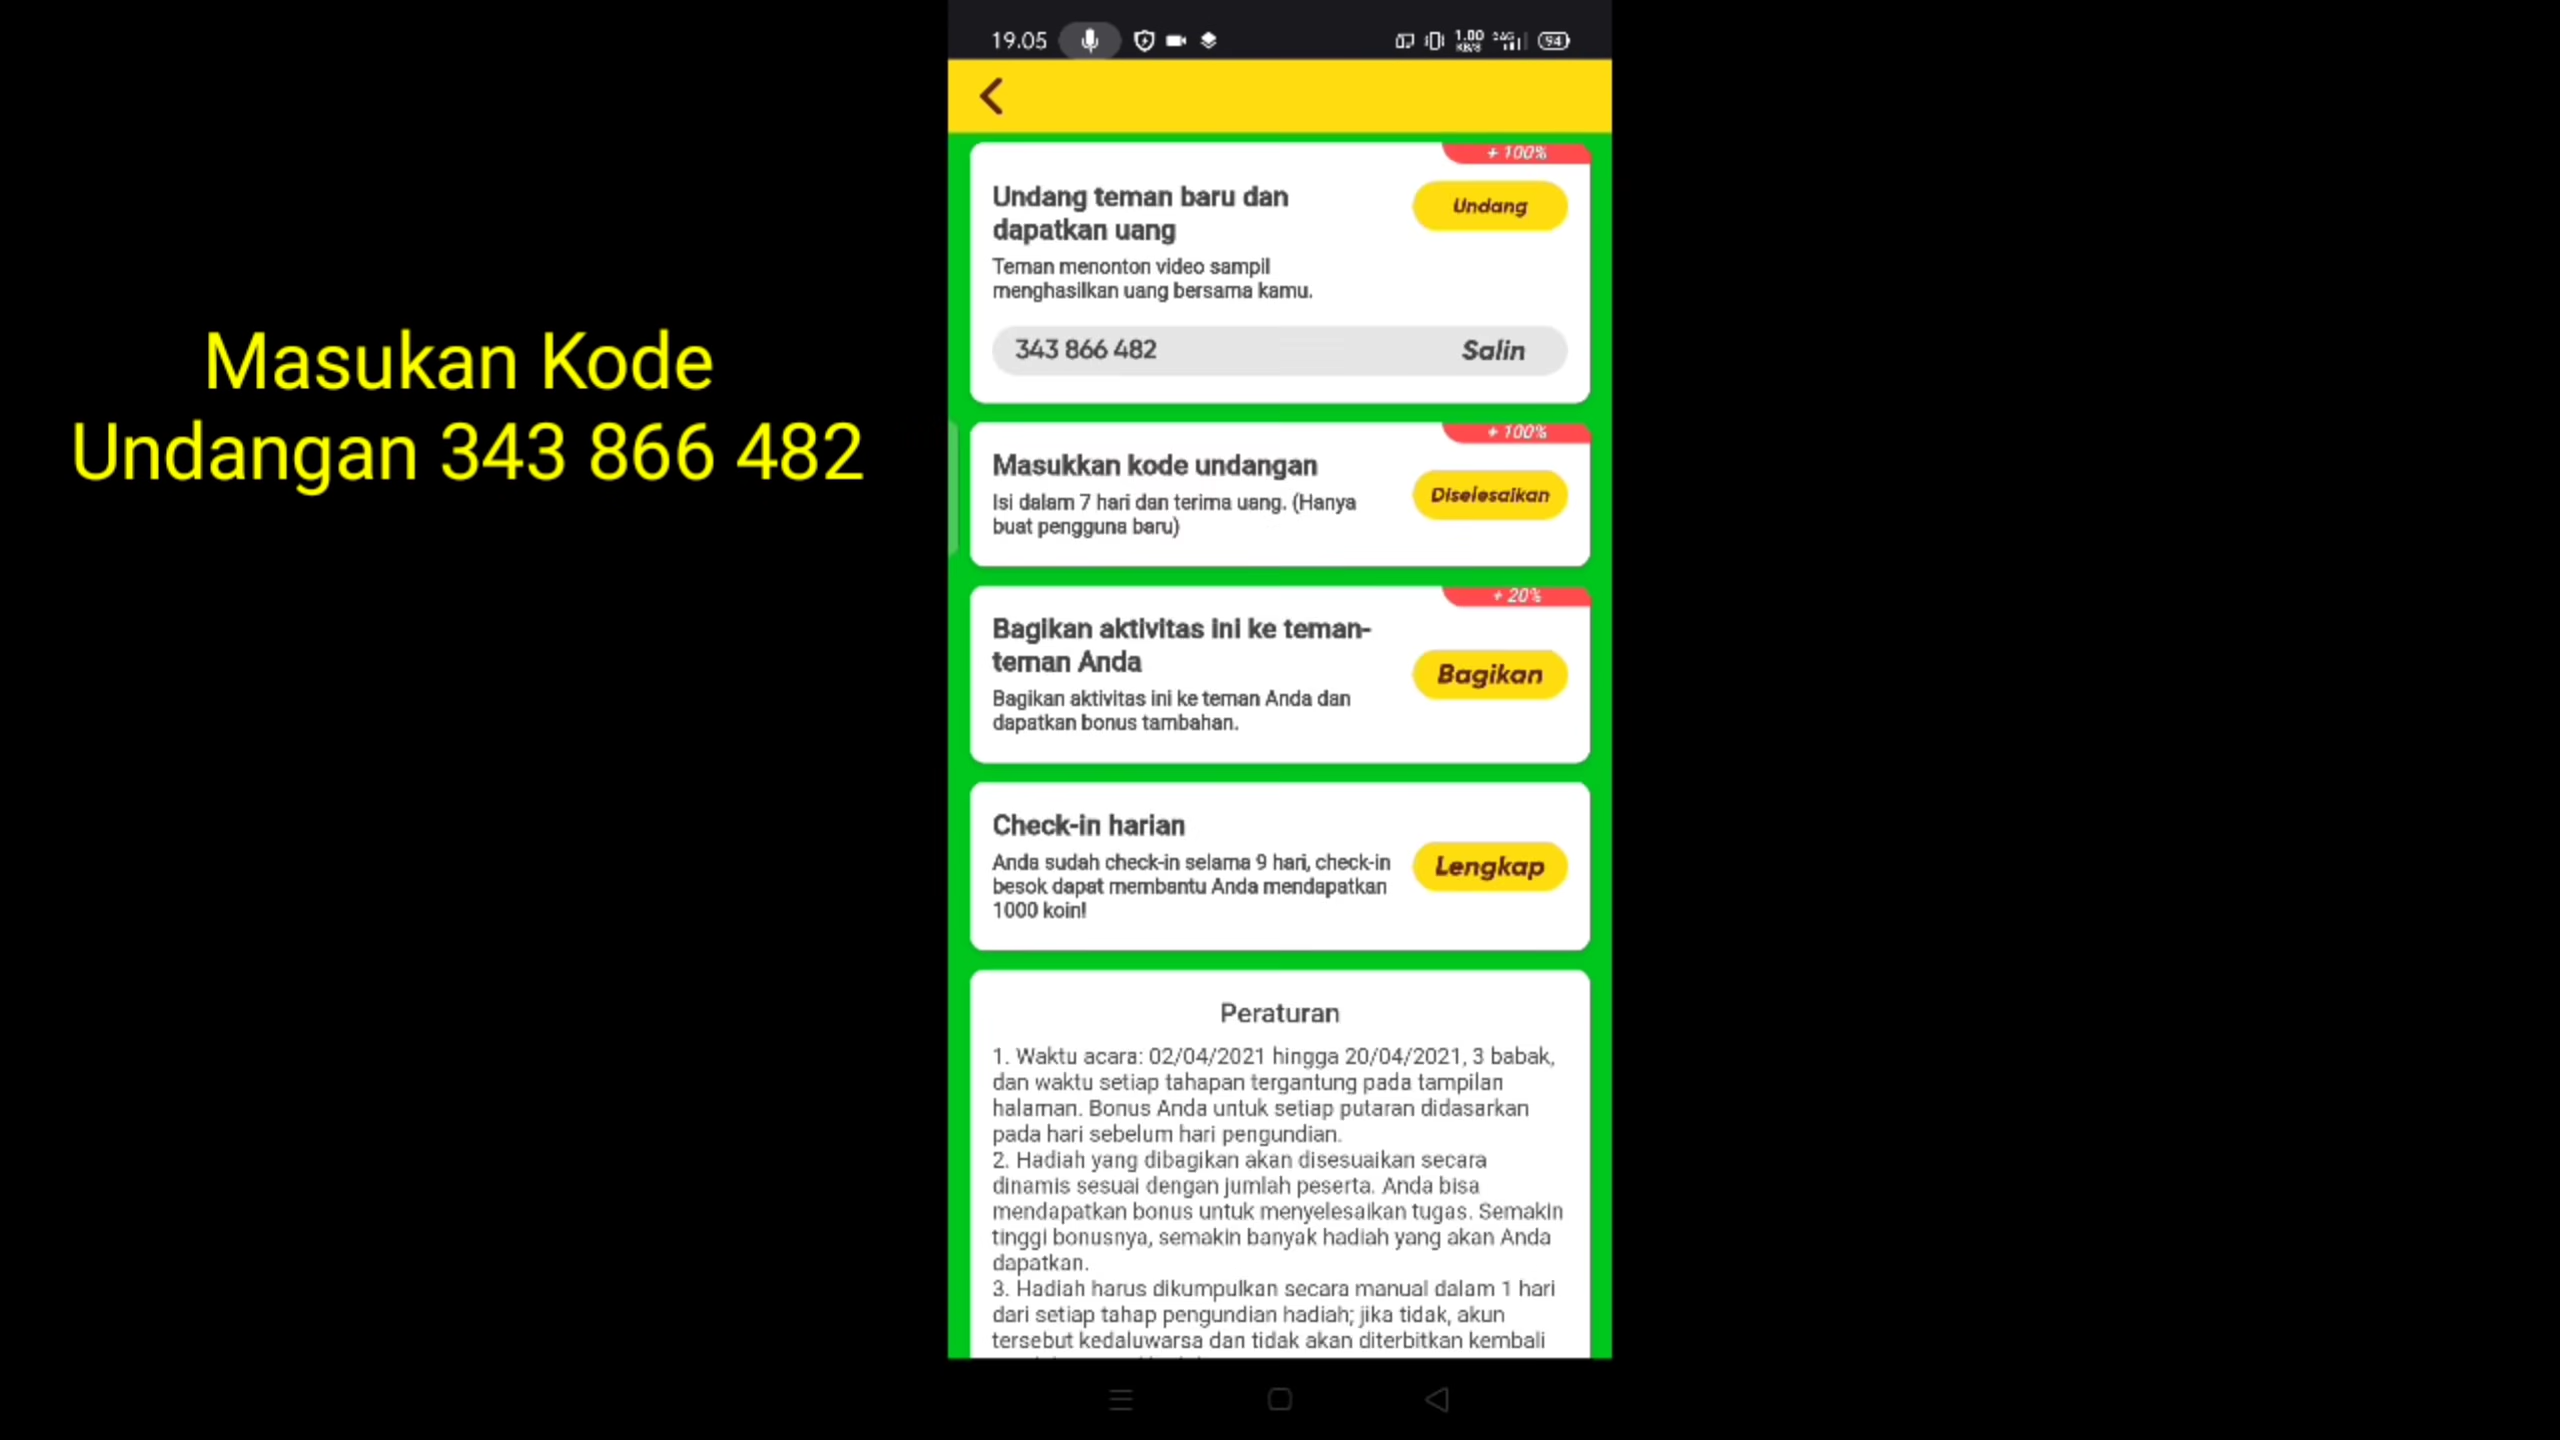 Masukan Kode
Undangan 343 866 482
19.05
1.00
KB/S
94
+ 100%
Undang teman baru dan
dapatkan uang
Undang
Teman menonton video sampil
menghasilkan uang bersama kamu.
343 866 482
Salin
+ 100%
Masukkan kode undangan
Diselesaikan
Isi dalam 7 hari dan terima uang. (Hanya
buat pengguna baru)
+ 20%
Bagikan aktivitas ini ke teman-
teman Anda
Bagikan
Bagikan aktivitas ini ke teman Anda dan
dapatkan bonus tambahan.
Check-in harian
Anda sudah check-in selama 9 hari, check-in
besok dapat membantu Anda mendapatkan
1000 koin!
Lengkap
Peraturan
1. Waktu acara: 02/04/2021 hingga 20/04/2021, 3 babak,
dan waktu setiap tahapan tergantung pada tampilan
halaman. Bonus Anda untuk setiap putaran didasarkan
pada hari sebelum hari pengundian.
2. Hadiah yang dibagikan akan disesuaikan secara
dinamis sesuai dengan jumlah peserta. Anda bisa
mendapatkan bonus untuk menyelesaikan tugas. Semakin
tinggi bonusnya, semakin banyak hadiah yang akan Anda
dapatkan.
3. Hadiah harus dikumpulkan secara manual dalam 1 hari
dari setiap tahap pengundian hadiah; jika tidak, akun
tersebut kedaluwarsa dan tidak akan diterbitkan kembali